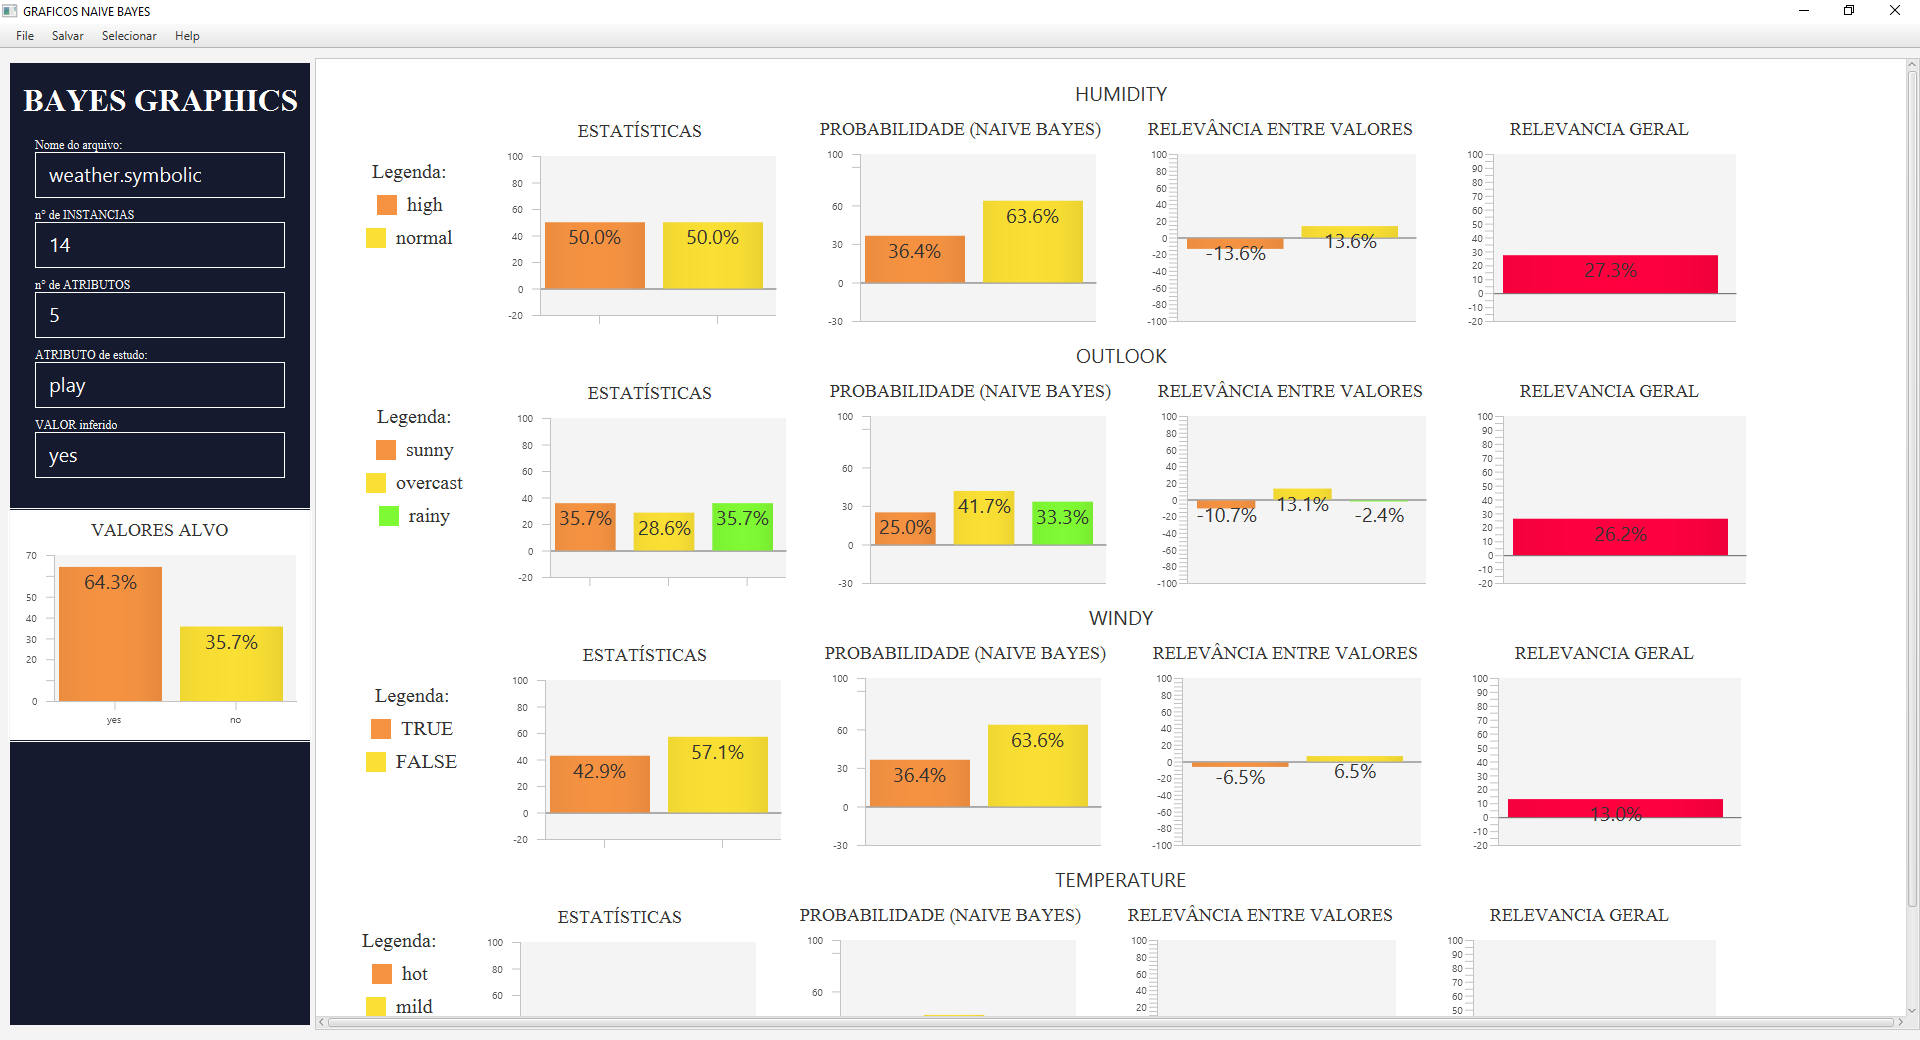 GRAFICOS NAIVE BAYES
File Salvar Selecionar Help
BAYES GRAPHICS
Nome do arquivo:
weather.symbolic
n° de INSTANCIAS
14
n° de ATRIBUTOS
5
ATRIBUTO de estudo:
play
VALOR inferido
yes
VALORES ALVO
70
50
40
30
20
0
64.3%
35.7%
yes no
HUMIDITY
Legenda:
high
normal
ESTATÍSTICAS
100
80
60
40
20
0
-20
50.0% 50.0%
PROBABILIDADE (NAIVE BAYES)
100
60
30
0
-30
36.4% 63.6%
RELEVÂNCIA ENTRE VALORES
100
80
60
40
20
0
-20
-40
-60
-80
-100
-13.6% 13.6%
RELEVANCIA GERAL
100
90
80
70
60
50
40
30
20
10
0
-10
-20
27.3%
OUTLOOK
Legenda:
sunny
overcast
rainy
ESTATÍSTICAS
100
80
60
40
20
0
-20
35.7% 28.6% 35.7%
PROBABILIDADE (NAIVE BAYES)
100
60
30
0
-30
25.0% 41.7% 33.3%
RELEVÂNCIA ENTRE VALORES
100
80
60
40
20
0
-20
-40
-60
-80
-100
-10.7% 13.1% -2.4%
RELEVANCIA GERAL
100
90
80
70
60
50
40
30
20
10
0
-10
-20
26.2%
WINDY
Legenda:
TRUE
FALSE
ESTATÍSTICAS
100
80
60
40
20
0
-20
42.9% 57.1%
PROBABILIDADE (NAIVE BAYES)
100
60
30
0
-30
36.4% 63.6%
RELEVÂNCIA ENTRE VALORES
100
80
60
40
20
0
-20
-40
-60
-80
-100
-6.5% 6.5%
RELEVANCIA GERAL
100
90
80
70
60
50
40
30
20
10
0
-10
-20
13.0%
TEMPERATURE
Legenda:
hot
mild
ESTATÍSTICAS
100
80
60
PROBABILIDADE (NAIVE BAYES)
100
60
RELEVÂNCIA ENTRE VALORES
100
80
60
40
20
RELEVANCIA GERAL
100
90
80
70
60
50